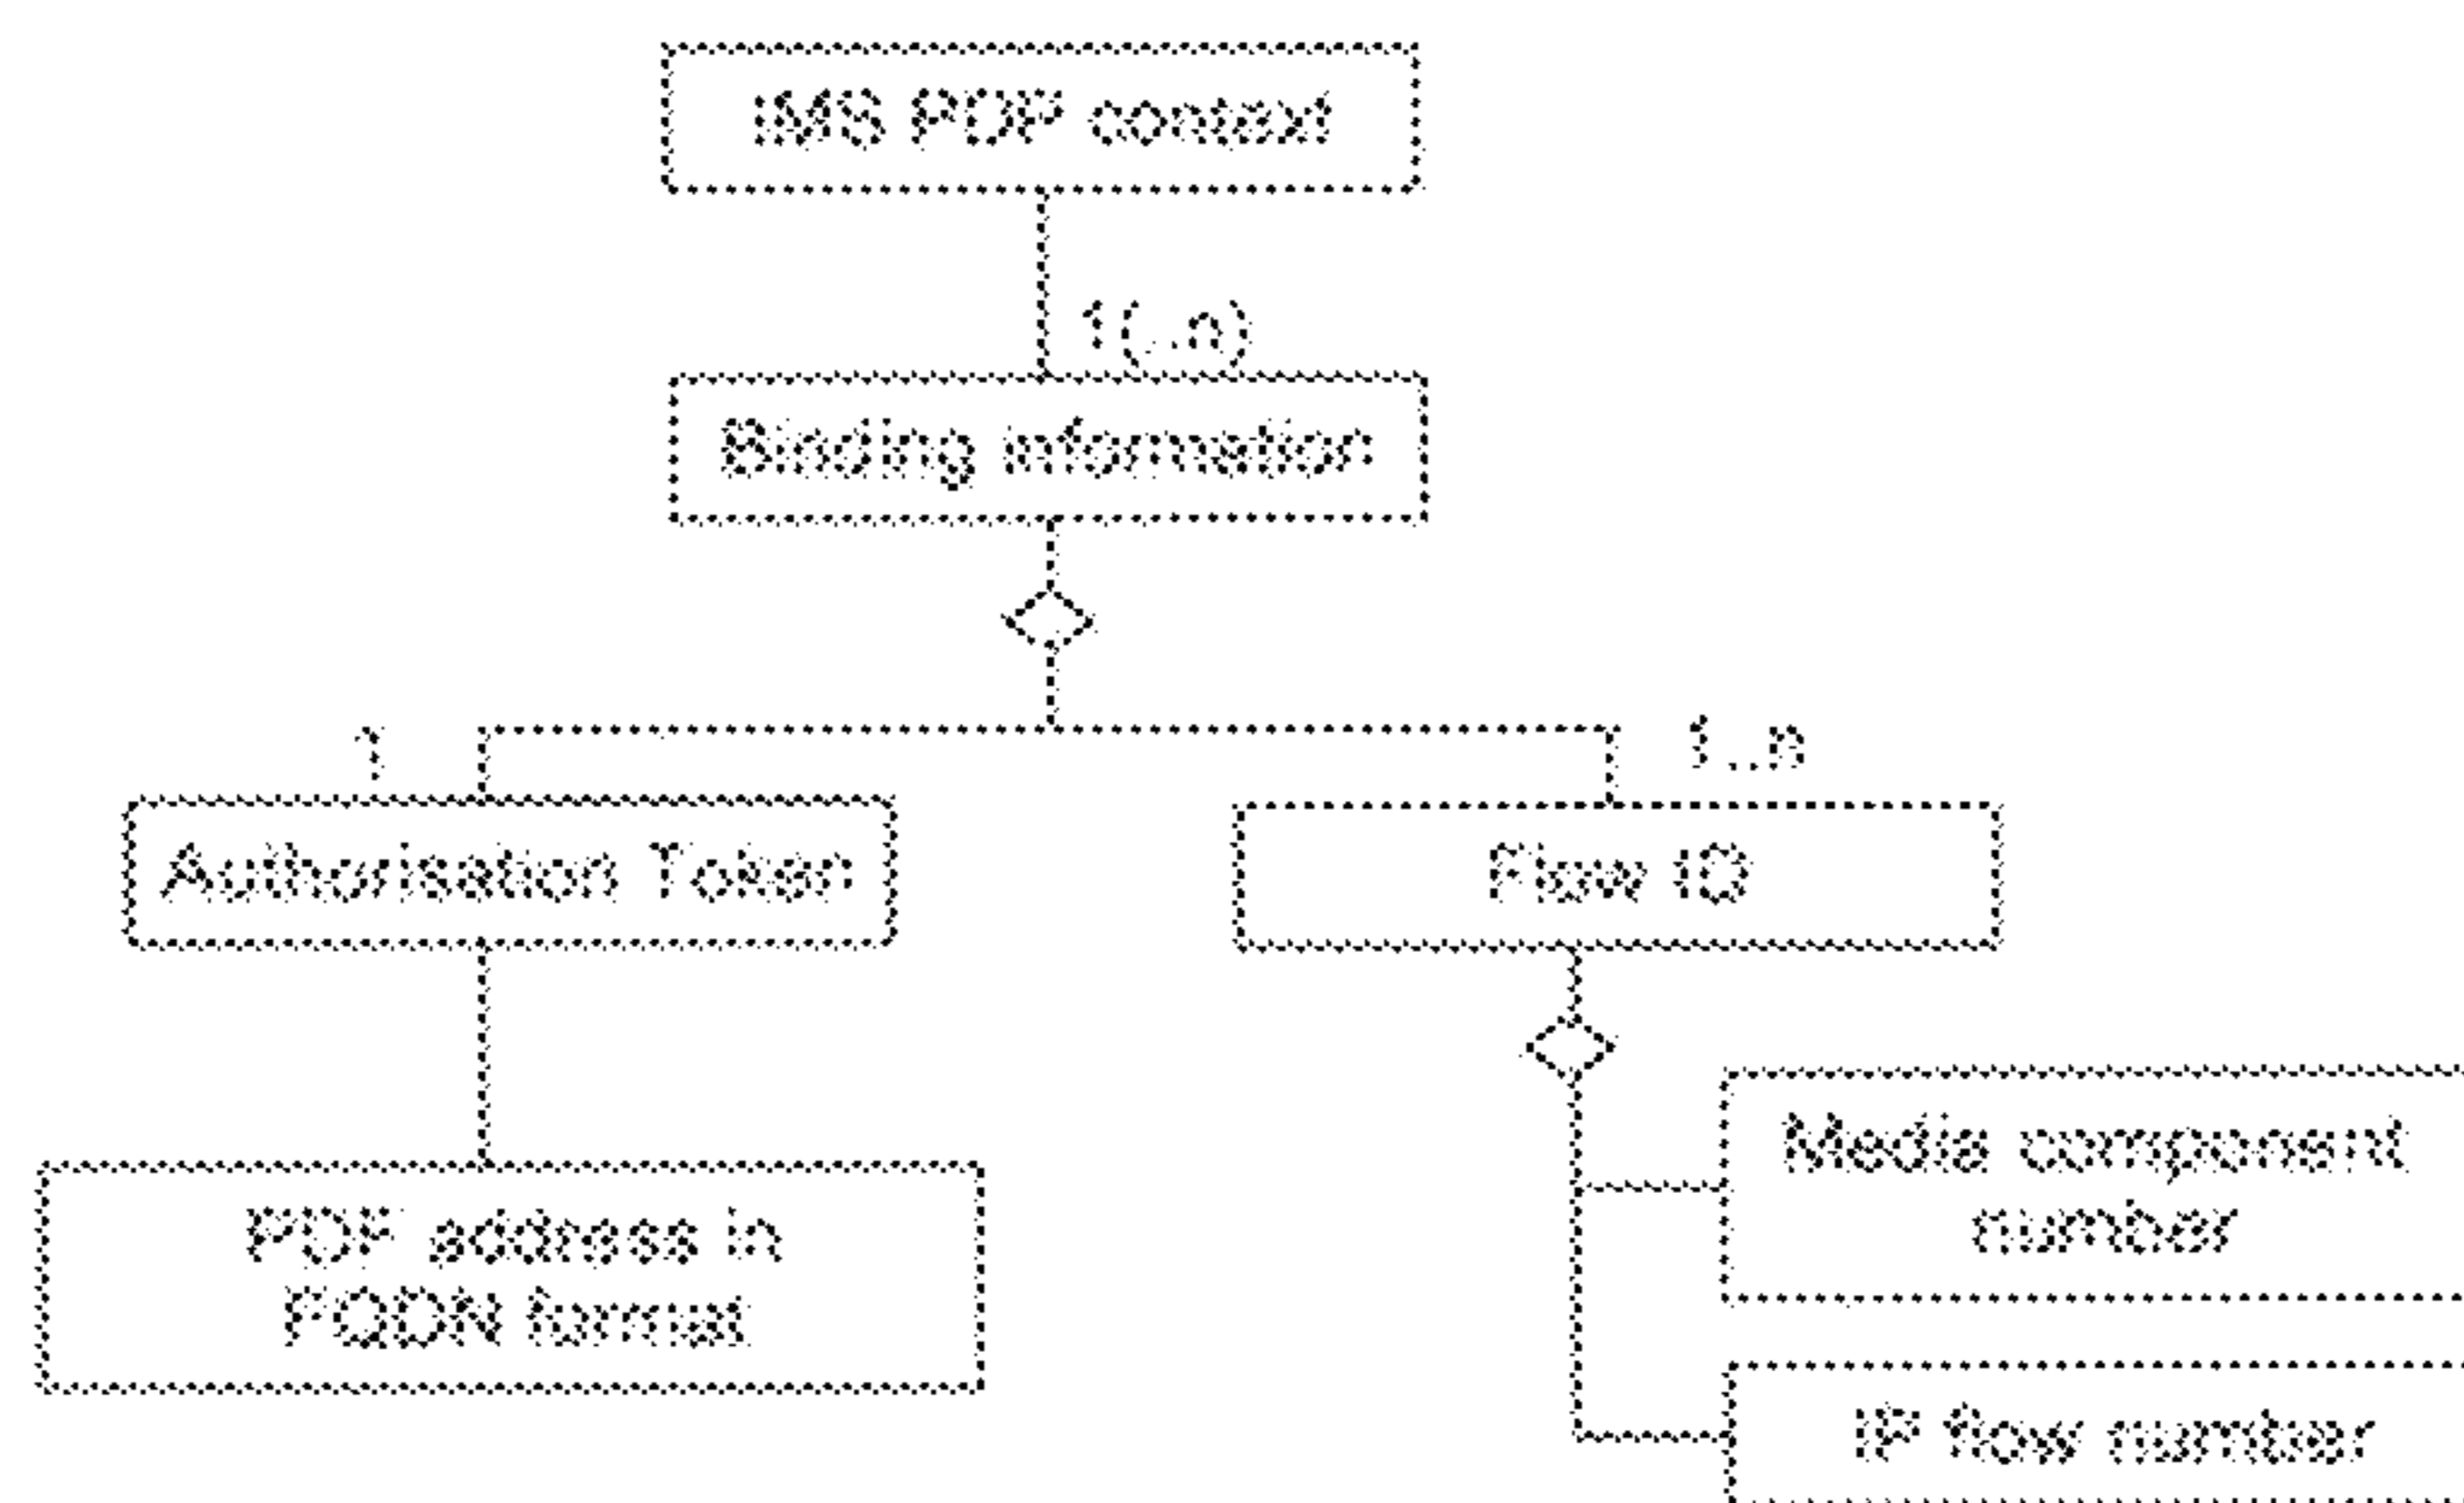 IMS PDP context
1(..n)
Binding information
1
1..n
Authorisation Token
Flow ID
Media component
number
PDF address in
FQDN format
IP flow number